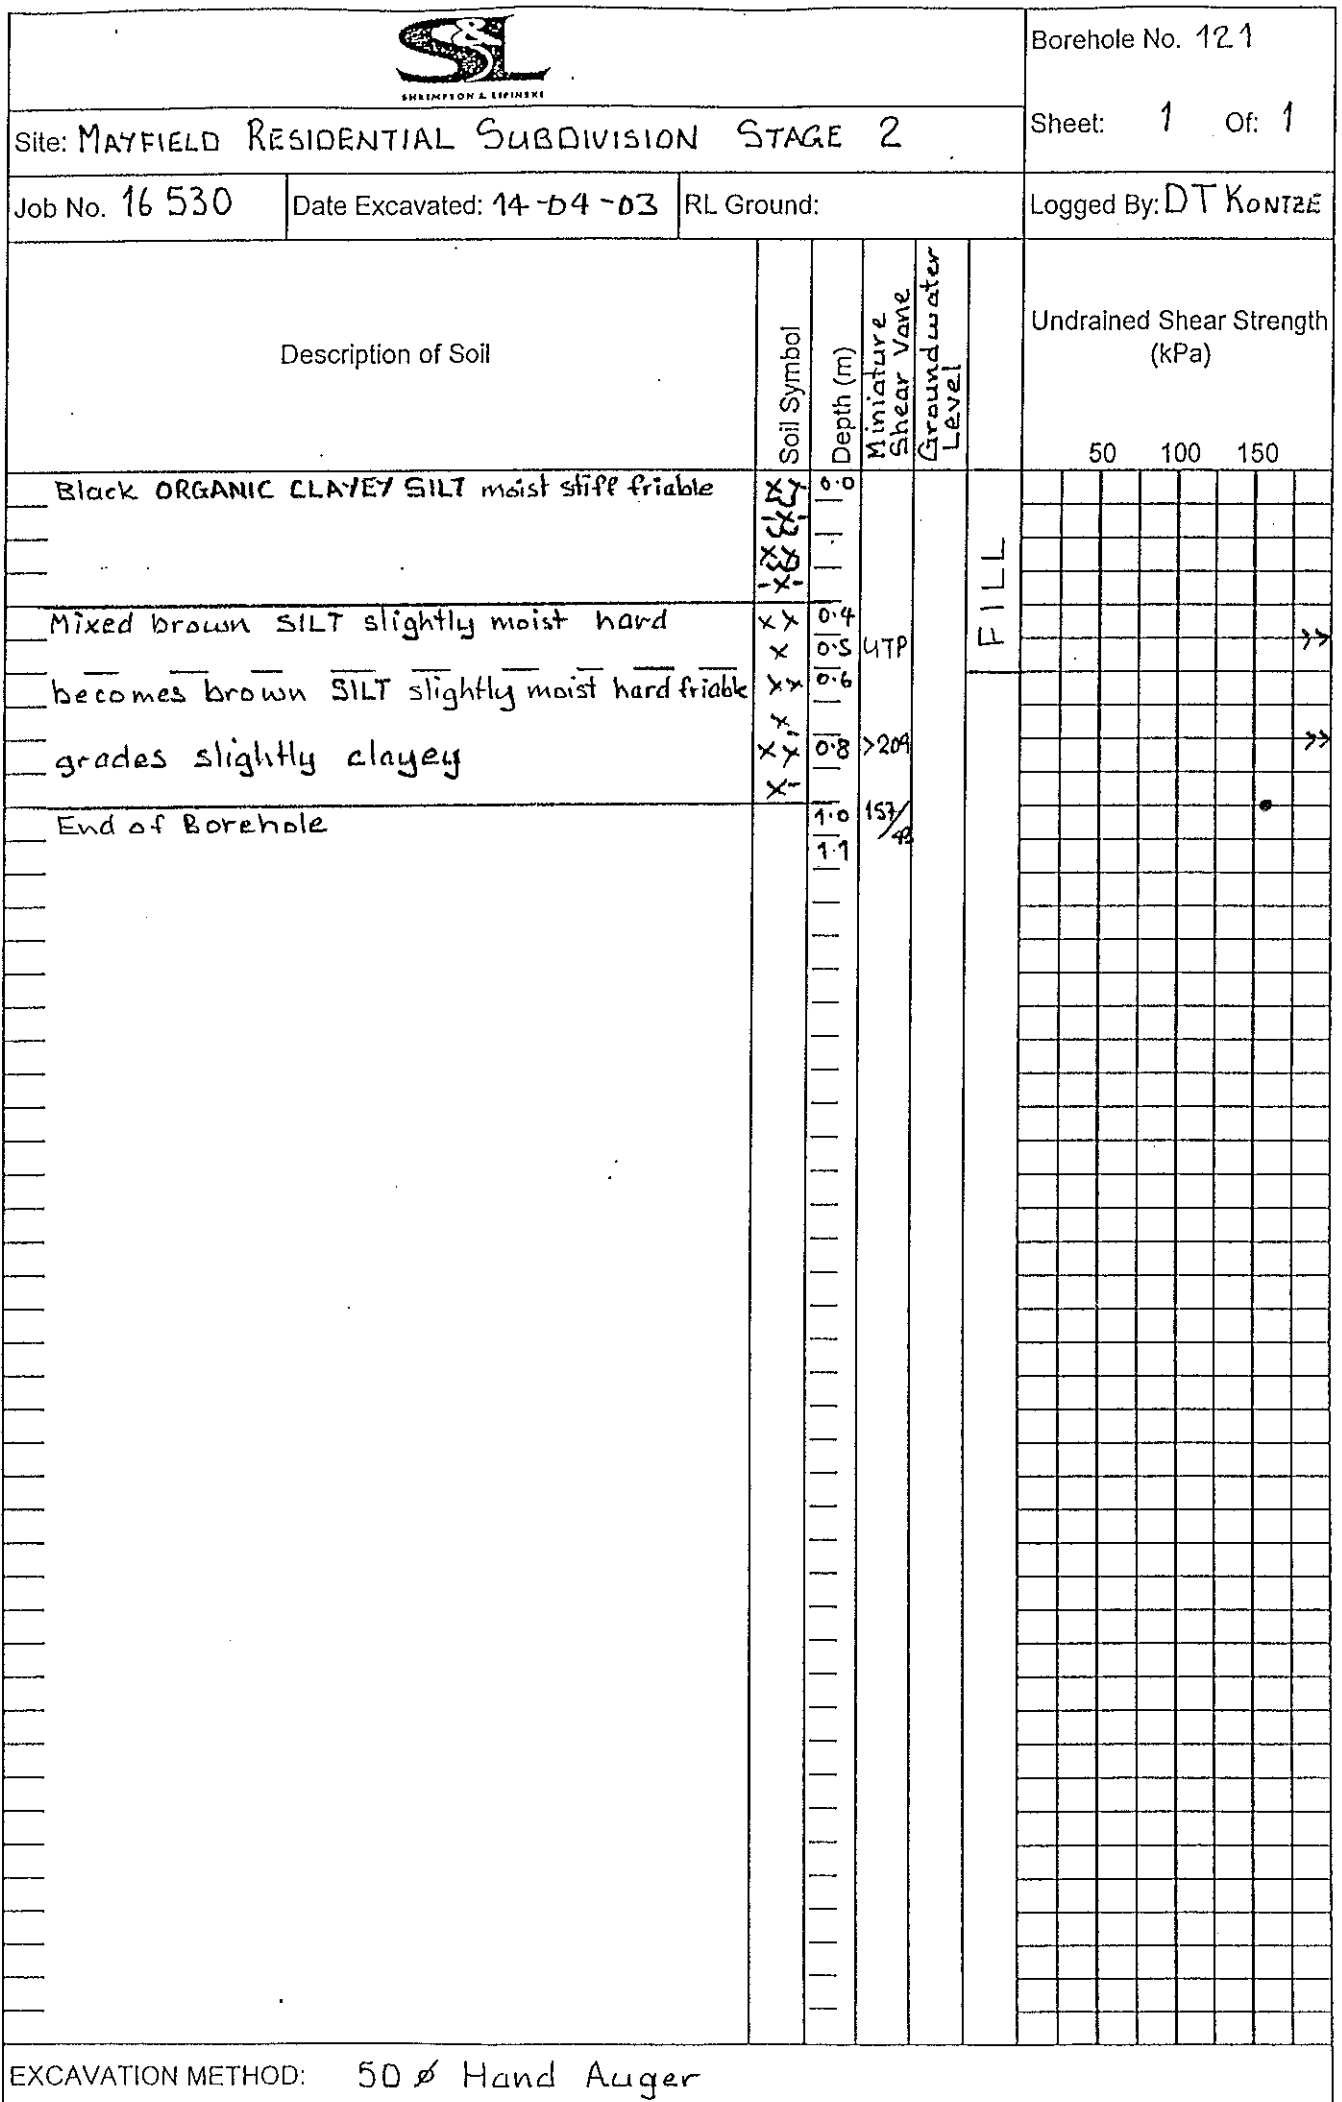 S&L
SHRIMPTON & LIPINSKI
Borehole No. 121
Sheet: 1 Of: 1
Site: MAYFIELD RESIDENTIAL SUBDIVISION STAGE 2
Job No. 16 530
Date Excavated: 14-04-03
RL Ground:
Logged By: DT KONTZE
Description of Soil
Soil Symbol
Depth (m)
Miniature Shear Vane
Groundwater Level
Undrained Shear Strength
(kPa)
50 100 150
Black ORGANIC CLAYEY SILT moist stiff friable 0.0
FILL
Mixed brown SILT slightly moist hard 0.4
0.5 UTP >>
becomes brown SILT slightly moist hard friable 0.6
grades slightly clayey 0.8 >209 >>
End of Borehole 1.0 157/
1.1
EXCAVATION METHOD: 50 ø Hand Auger